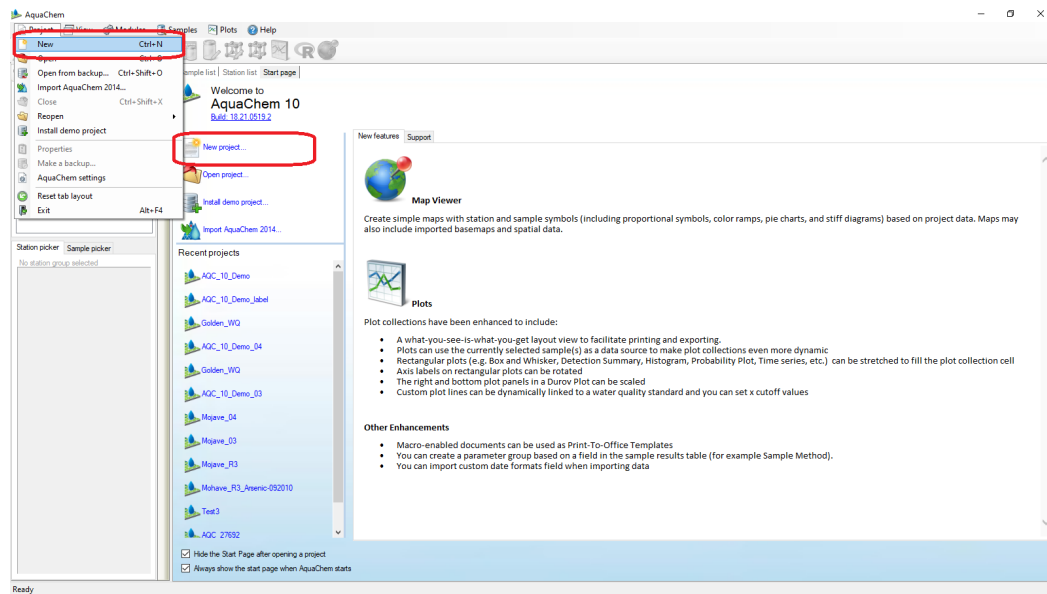 AquaChem
Project View Modules Samples Plots Help
New Ctrl+N
Open Ctrl+O
Open from backup... Ctrl+Shift+O
Import AquaChem 2014...
Close Ctrl+Shift+X
Reopen
Install demo project
Properties
Make a backup...
AquaChem settings
Reset tab layout
Exit Alt+F4
ample list Station list Start page
Welcome to
AquaChem 10
Build: 18.21.0519.2
New project...
Open project...
Install demo project...
Import AquaChem 2014...
Recent projects
AQC_10_Demo
AQC_10_Demo_label
Golden_WQ
AQC_10_Demo_04
Golden_WQ
AQC_10_Demo_03
Mojave_04
Mojave_03
Mojave_R3
Mohave_R3_Arsenic-092010
Test3
AQC_27692
Hide the Start Page after opening a project
Always show the start page when AquaChem starts
Station picker Sample picker
No station group selected
New features Support
Map Viewer
Create simple maps with station and sample symbols (including proportional symbols, color ramps, pie charts, and stiff diagrams) based on project data. Maps may
also include imported basemaps and spatial data.
Plots
Plot collections have been enhanced to include:
• A what-you-see-is-what-you-get layout view to facilitate printing and exporting.
• Plots can use the currently selected sample(s) as a data source to make plot collections even more dynamic
• Rectangular plots (e.g. Box and Whisker, Detection Summary, Histogram, Probability Plot, Time series, etc.) can be stretched to fill the plot collection cell
• Axis labels on rectangular plots can be rotated
• The right and bottom plot panels in a Durov Plot can be scaled
• Custom plot lines can be dynamically linked to a water quality standard and you can set x cutoff values
Other Enhancements
• Macro-enabled documents can be used as Print-To-Office Templates
• You can create a parameter group based on a field in the sample results table (for example Sample Method).
• You can import custom date formats field when importing data
Ready